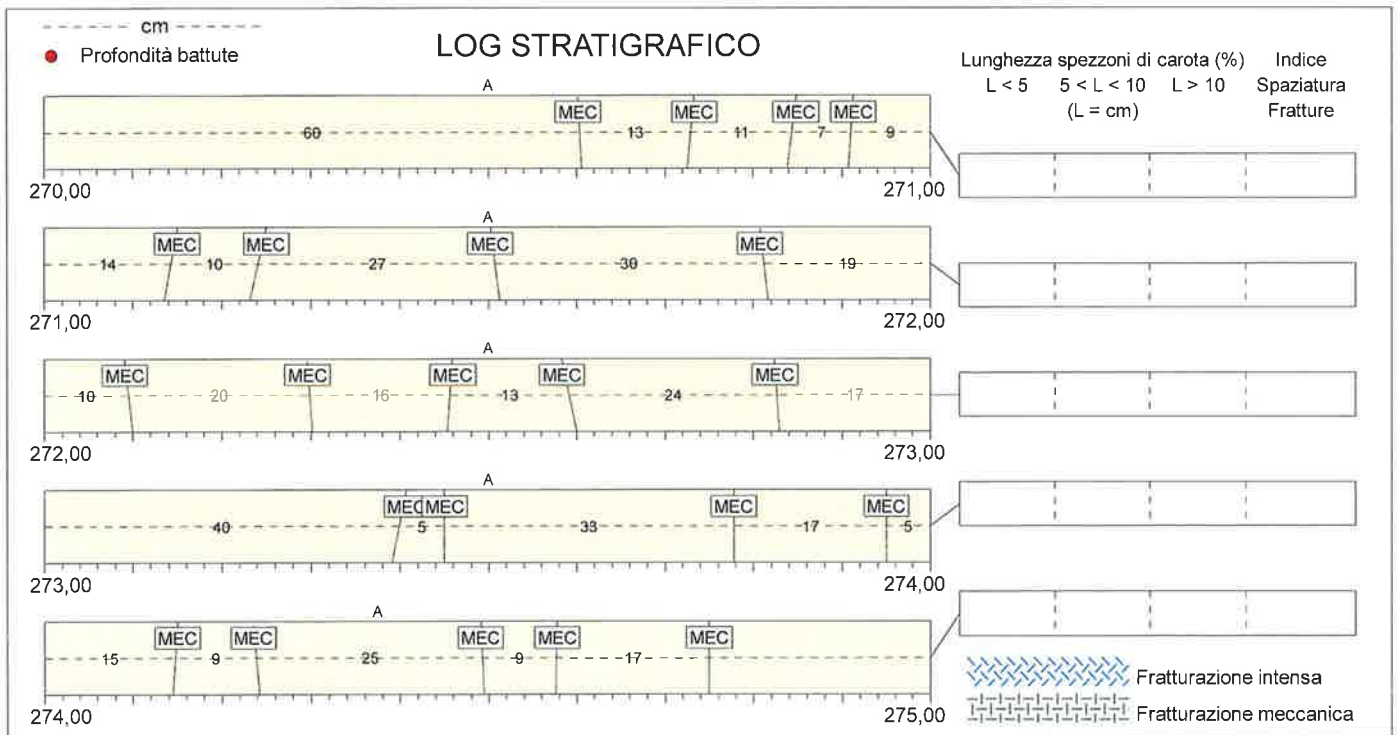 cm
Profondità battute
LOG STRATIGRAFICO
Lunghezza spezzoni di carota (%) Indice
L < 5 5 < L < 10 L > 10 Spaziatura
(L = cm) Fratture
A
MEC MEC MEC MEC
60 13 11 7 9
270,00 271,00
A
MEC MEC MEC MEC
14 10 27 30 19
271,00 272,00
A
MEC MEC MEC MEC MEC
10 20 16 13 24 17
272,00 273,00
A
MEC MEC MEC MEC
40 5 33 17 5
273,00 274,00
A
MEC MEC MEC MEC MEC
15 9 25 9 17
274,00 275,00
Fratturazione intensa
Fratturazione meccanica